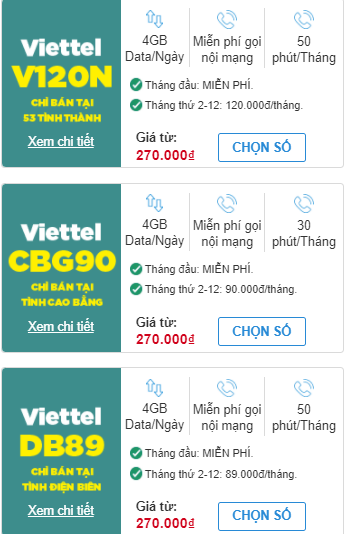 Viettel
V120N
CHỈ BÁN TẠI
53 TỈNH THÀNH
Xem chi tiết
4GB
Data/Ngày
Miễn phí gọi
nội mạng
50
phút/Tháng
Tháng đầu: MIỄN PHÍ.
Tháng thứ 2-12: 120.000đ/tháng.
Giá từ:
270.000₫
CHỌN SỐ
Viettel
CBG90
CHỈ BÁN TẠI
TỈNH CAO BẰNG
Xem chi tiết
4GB
Data/Ngày
Miễn phí gọi
nội mạng
30
phút/Tháng
Tháng đầu: MIỄN PHÍ.
Tháng thứ 2-12: 90.000đ/tháng.
Giá từ:
270.000₫
CHỌN SỐ
Viettel
DB89
CHỈ BÁN TẠI
TỈNH ĐIỆN BIÊN
Xem chi tiết
4GB
Data/Ngày
Miễn phí gọi
nội mạng
50
phút/Tháng
Tháng đầu: MIỄN PHÍ.
Tháng thứ 2-12: 89.000đ/tháng.
Giá từ:
270.000₫
CHỌN SỐ